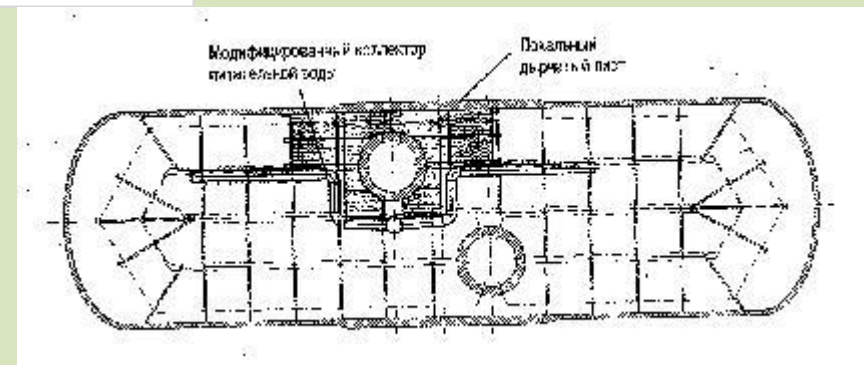 Модифицированный коллектор
питательной воды
Локальный
дырчатый лист